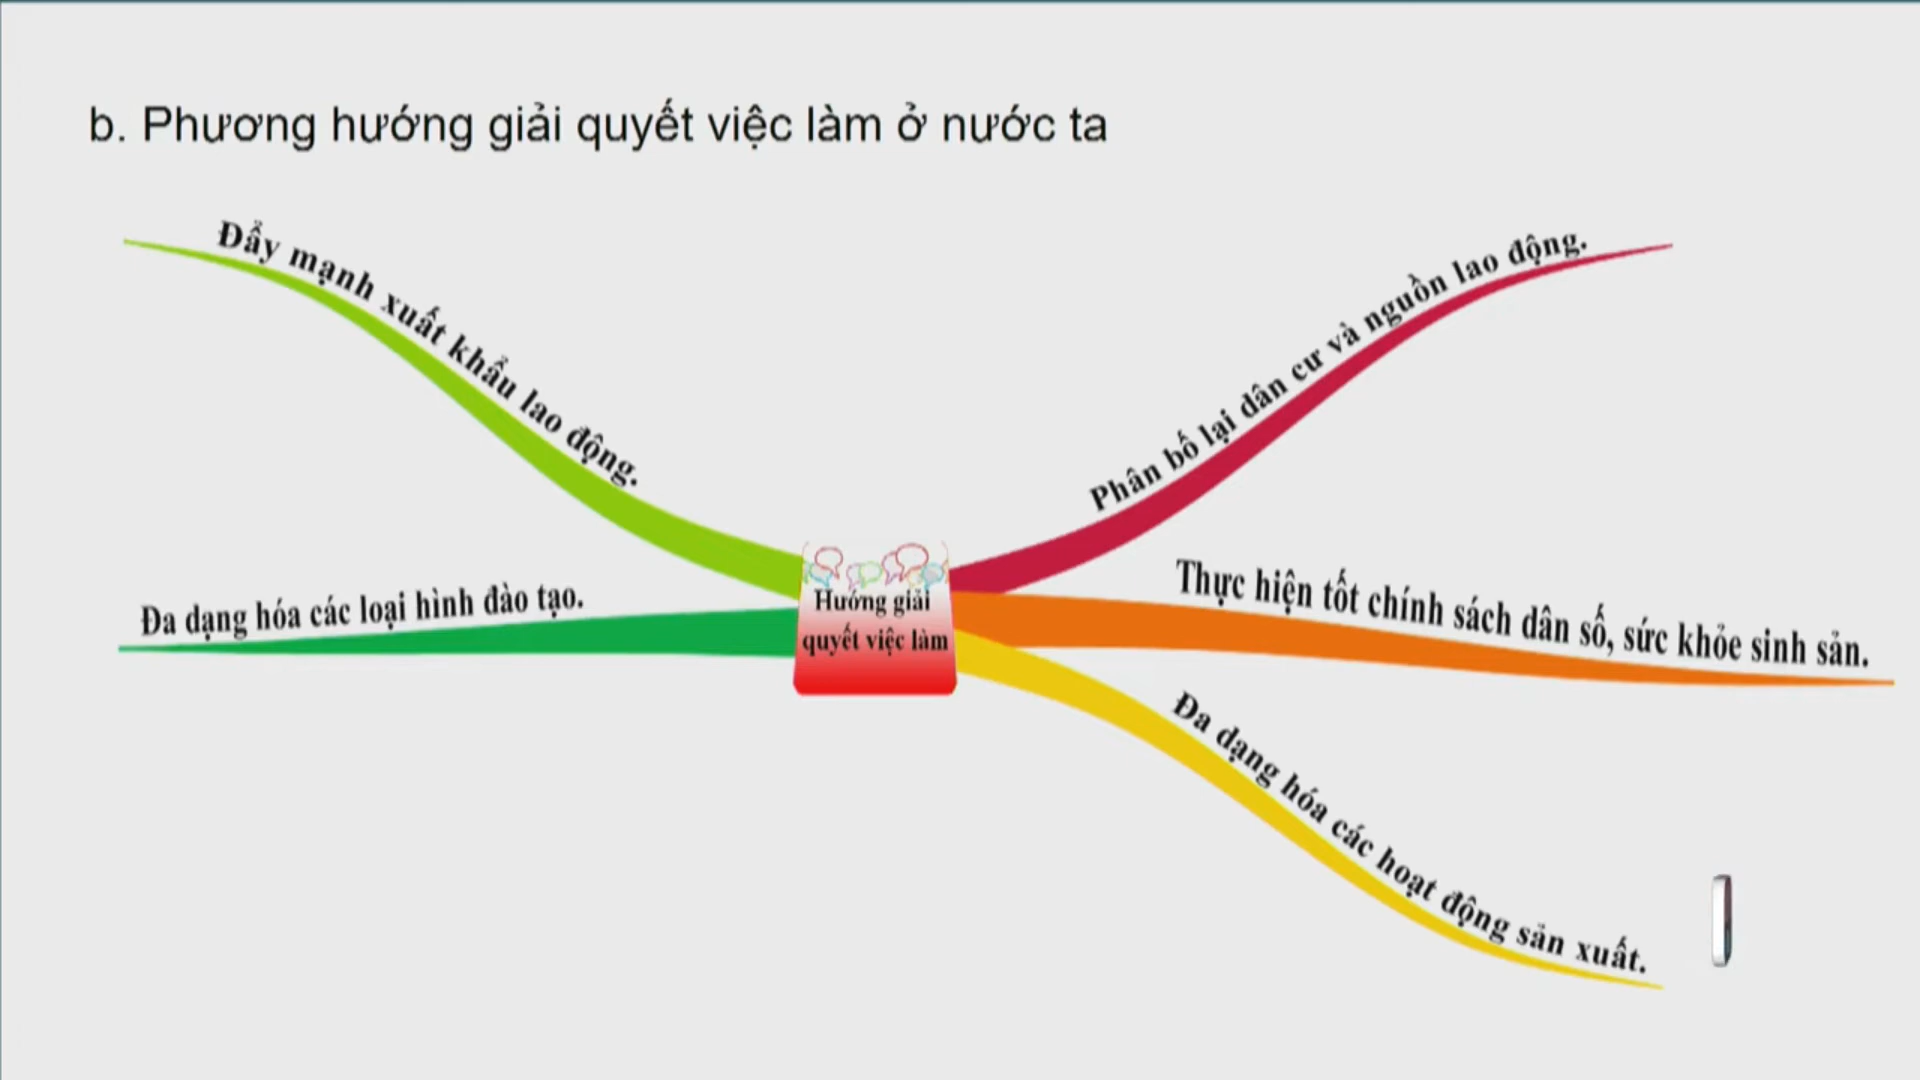 b. Phương hướng giải quyết việc làm ở nước ta
Đẩy mạnh xuất khẩu lao động.
Phân bố lại dân cư và nguồn lao động.
Đa dạng hóa các loại hình đào tạo.
Hướng giải
quyết việc làm
Thực hiện tốt chính sách dân số, sức khỏe sinh sản.
Đa dạng hóa các hoạt động sản xuất.